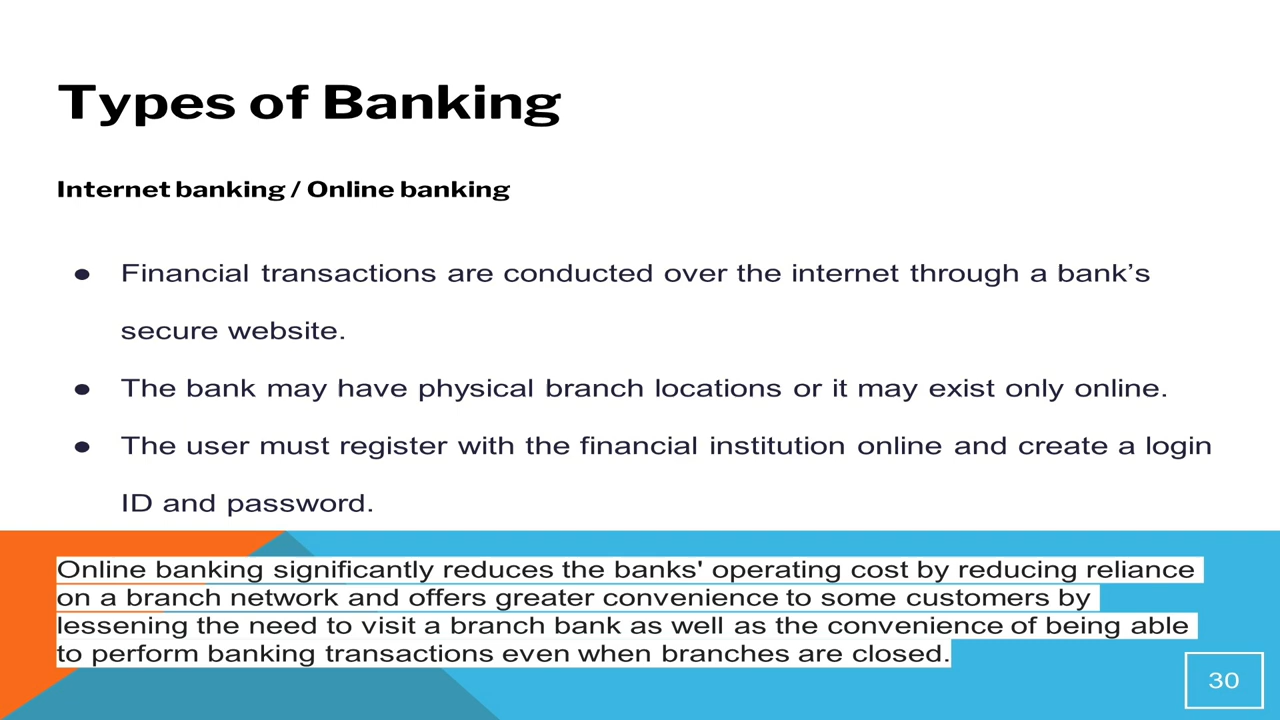 Types of Banking
Internet banking / Online banking
● Financial transactions are conducted over the internet through a bank’s
secure website.
● The bank may have physical branch locations or it may exist only online.
● The user must register with the financial institution online and create a login
ID and password.
Online banking significantly reduces the banks' operating cost by reducing reliance
on a branch network and offers greater convenience to some customers by
lessening the need to visit a branch bank as well as the convenience of being able
to perform banking transactions even when branches are closed.
30